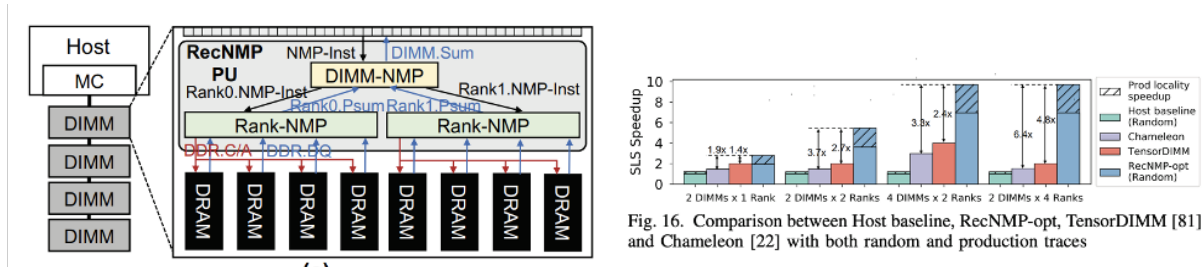 Host
MC
DIMM
DIMM
DIMM
DIMM
RecNMP
PU
NMP-Inst
DIMM.Sum
DIMM-NMP
Rank0.NMP-Inst
Rank1.NMP-Inst
Rank0.Psum
Rank1.Psum
Rank-NMP
Rank-NMP
DDR.C/A
DDR.DQ
DRAM
DRAM
DRAM
DRAM
DRAM
DRAM
DRAM
DRAM
SLS Speedup
10
8
6
4
2
0
1.9x
1.4x
3.7x
2.7x
3.3x
2.4x
6.4x
4.8x
2 DIMMs x 1 Rank
2 DIMMs x 2 Ranks
4 DIMMs x 2 Ranks
2 DIMMs x 4 Ranks
Prod locality
speedup
Host baseline
(Random)
Chameleon
TensorDIMM
RecNMP-opt
(Random)
Fig. 16. Comparison between Host baseline, RecNMP-opt, TensorDIMM [81]
and Chameleon [22] with both random and production traces